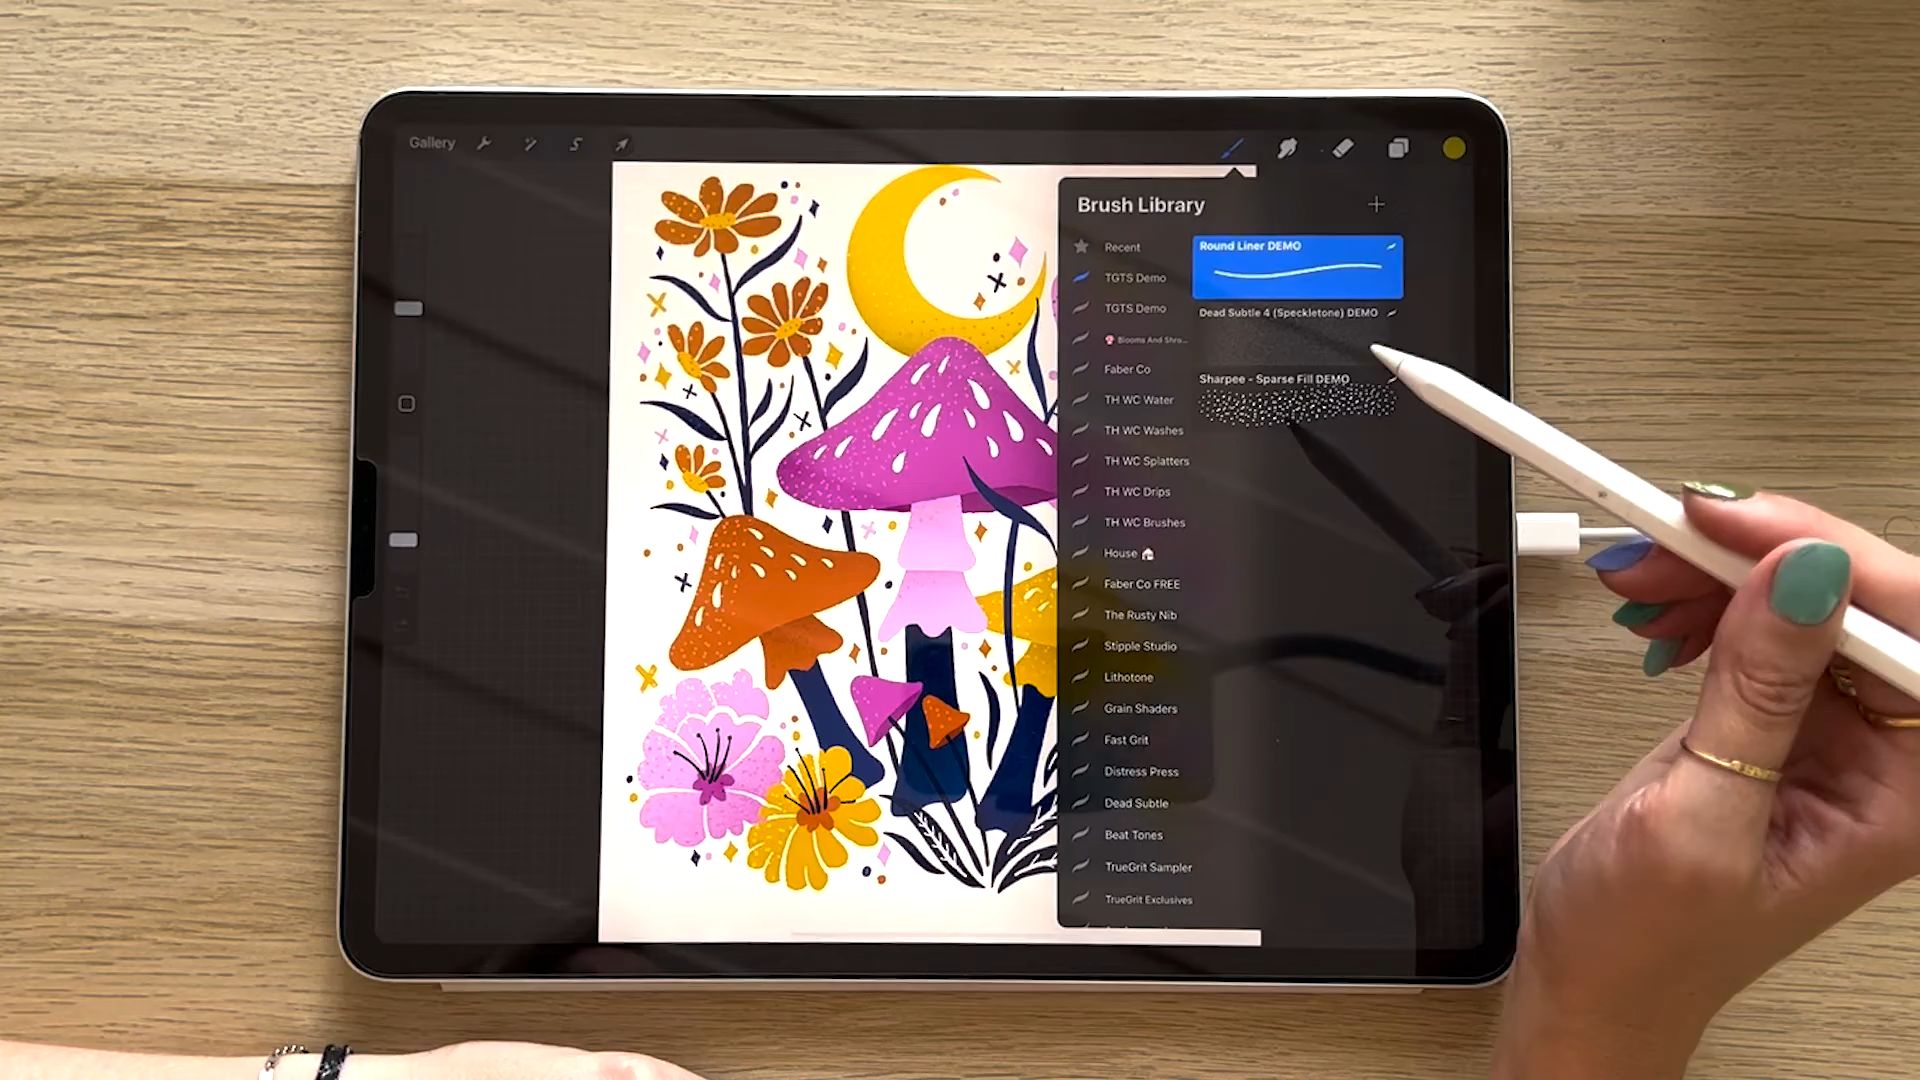 Gallery
Brush Library
Recent
TGTS Demo
TGTS Demo
Blooms And Shro...
Faber Co
TH WC Water
TH WC Washes
TH WC Splatters
TH WC Drips
TH WC Brushes
House 🏠
Faber Co FREE
The Rusty Nib
Stipple Studio
Lithotone
Grain Shaders
Fast Grit
Distress Press
Dead Subtle
Beat Tones
TrueGrit Sampler
TrueGrit Exclusives
Round Liner DEMO
Dead Subtle 4 (Speckletone) DEMO
Sharpee - Sparse Fill DEMO